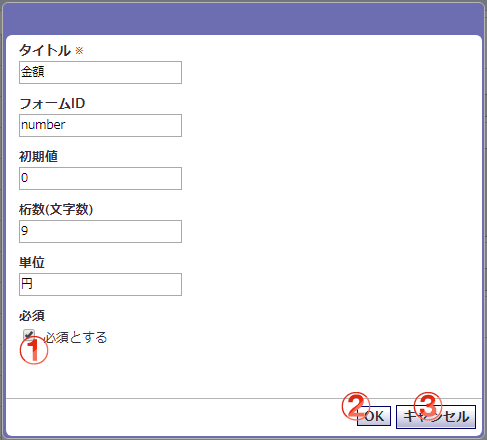 タイトル ※
金額
フォームID
number
初期値
0
桁数(文字数)
9
単位
円
必須
① 必須とする
② OK ③ キャンセル